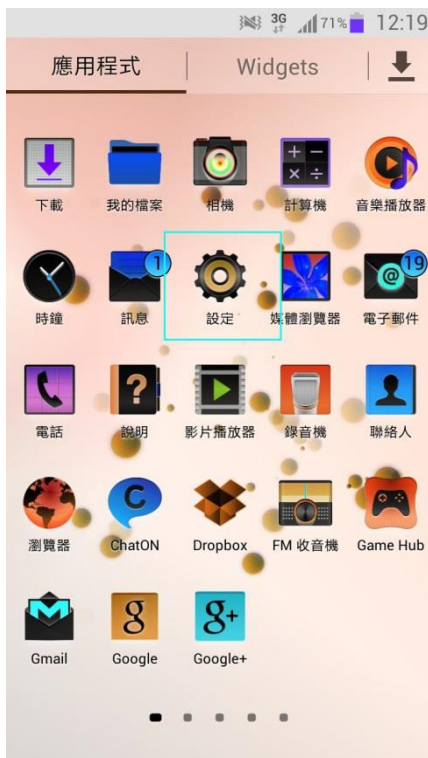 3G 71% 12:19
應用程式 Widgets
下載 我的檔案 相機 計算機 音樂播放器
1 19
時鐘 訊息 設定 媒體瀏覽器 電子郵件
電話 說明 影片播放器 錄音機 聯絡人
瀏覽器 ChatON Dropbox FM 收音機 Game Hub
Gmail Google Google+